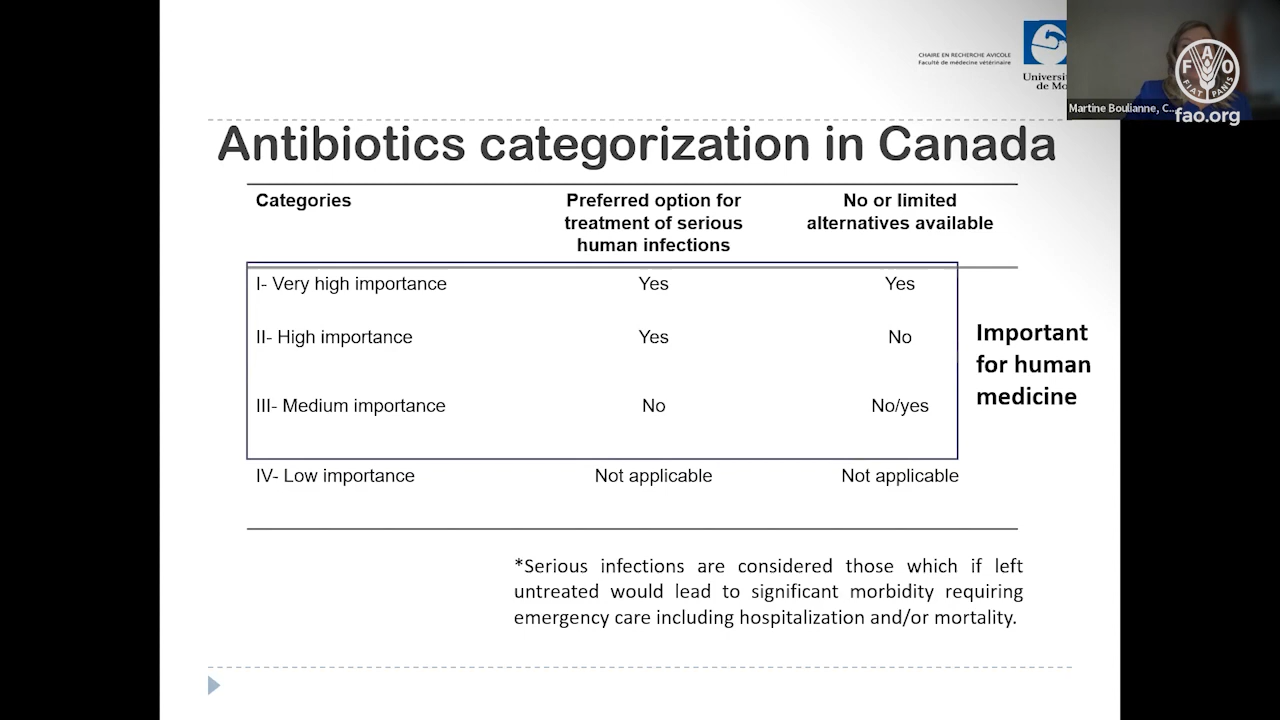 CHAIRE EN RECHERCHE AVICOLE
Faculté de médecine vétérinaire
Martine Boulianne, C...
FAO
FIAT PANIS
fao.org
Antibiotics categorization in Canada
Categories
Preferred option for
treatment of serious
human infections
No or limited
alternatives available
I- Very high importance Yes Yes
II- High importance Yes No
III- Medium importance No No/yes
IV- Low importance Not applicable Not applicable
Important
for human
medicine
*Serious infections are considered those which if left
untreated would lead to significant morbidity requiring
emergency care including hospitalization and/or mortality.